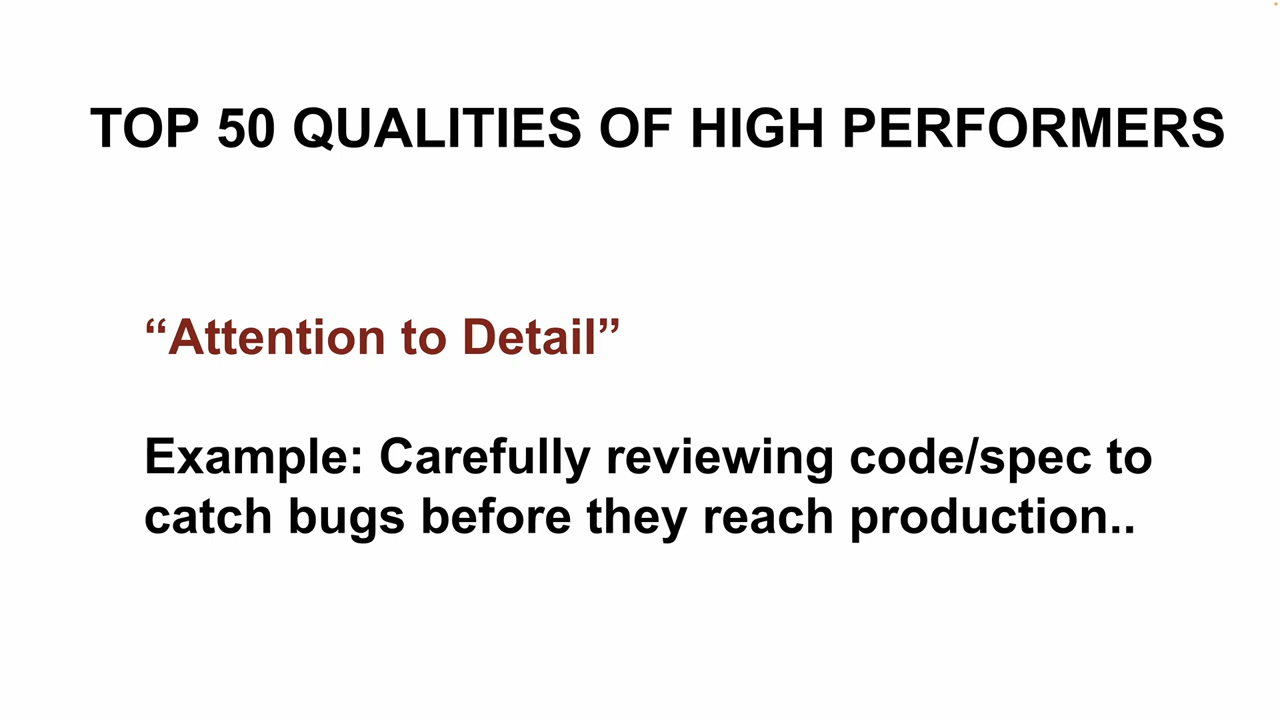 TOP 50 QUALITIES OF HIGH PERFORMERS
“Attention to Detail”
Example: Carefully reviewing code/spec to
catch bugs before they reach production..